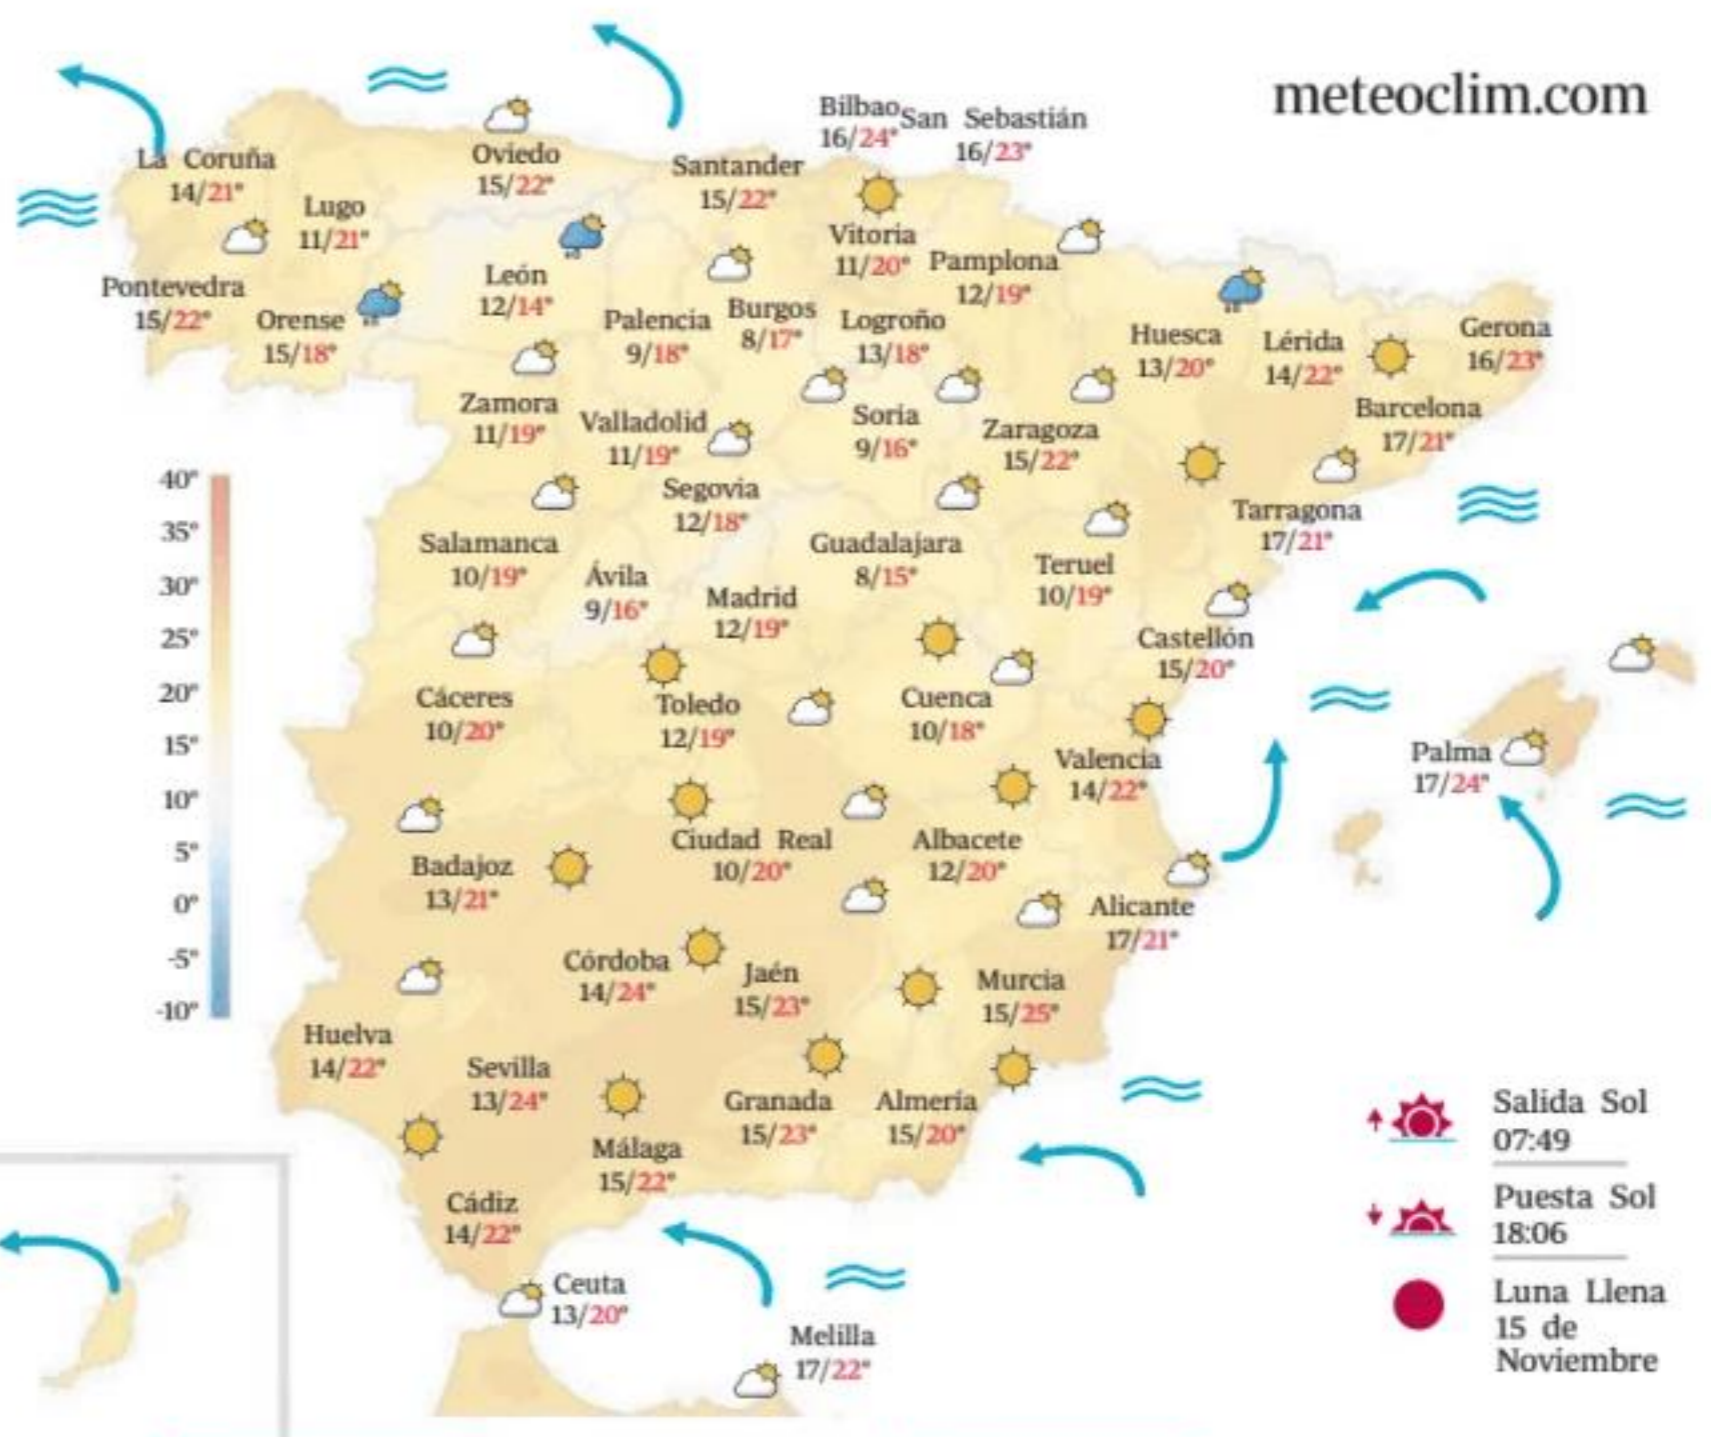 meteoclim.com
La Coruña
14/21°
Oviedo
15/22°
Santander
15/22°
Bilbao
16/24°
San Sebastián
16/23°
Lugo
11/21°
Vitoria
11/20°
Pamplona
12/19°
Pontevedra
15/22°
Orense
15/18°
León
12/14°
Palencia
9/18°
Burgos
8/17°
Logroño
13/18°
Huesca
13/20°
Lérida
14/22°
Gerona
16/23°
Zamora
11/19°
Valladolid
11/19°
Soria
9/16°
Zaragoza
15/22°
Barcelona
17/21°
Segovia
12/18°
Tarragona
17/21°
Salamanca
10/19°
Ávila
9/16°
Madrid
12/19°
Guadalajara
8/15°
Teruel
10/19°
Castellón
15/20°
Cáceres
10/20°
Toledo
12/19°
Cuenca
10/18°
Valencia
14/22°
Palma
17/24°
Badajoz
13/21°
Ciudad Real
10/20°
Albacete
12/20°
Alicante
17/21°
Córdoba
14/24°
Jaén
15/23°
Murcia
15/25°
Huelva
14/22°
Sevilla
13/24°
Granada
15/23°
Almería
15/20°
Málaga
15/22°
Cádiz
14/22°
Ceuta
13/20°
Melilla
17/22°
40°
35°
30°
25°
20°
15°
10°
5°
0°
-5°
-10°
Salida Sol
07:49
Puesta Sol
18:06
Luna Llena
15 de
Noviembre